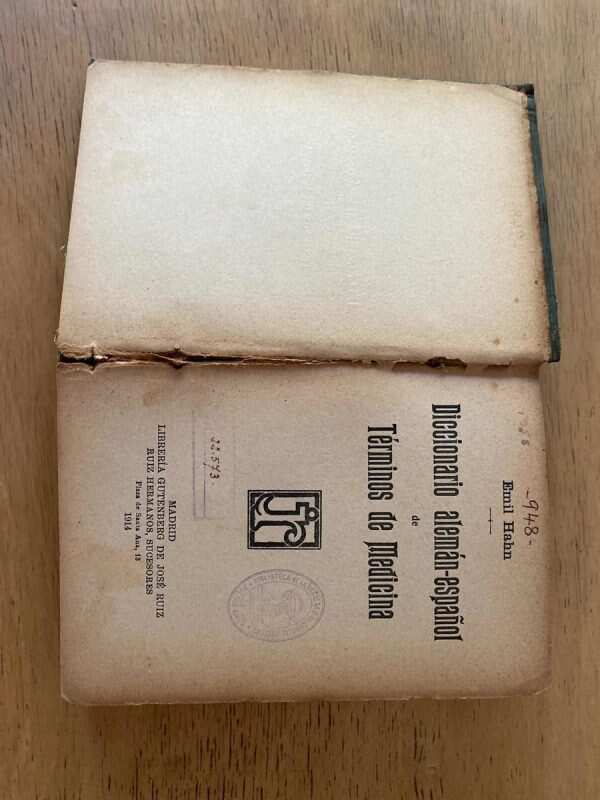 -948-
Emil Hahn
Diccionario alemán-español
de
Términos de Medicina
jr
22.573.
MADRID
LIBRERÍA GUTENBERG DE JOSÉ RUIZ
RUIZ HERMANOS, SUCESORES
Plaza de Santa Ana, 13
1914